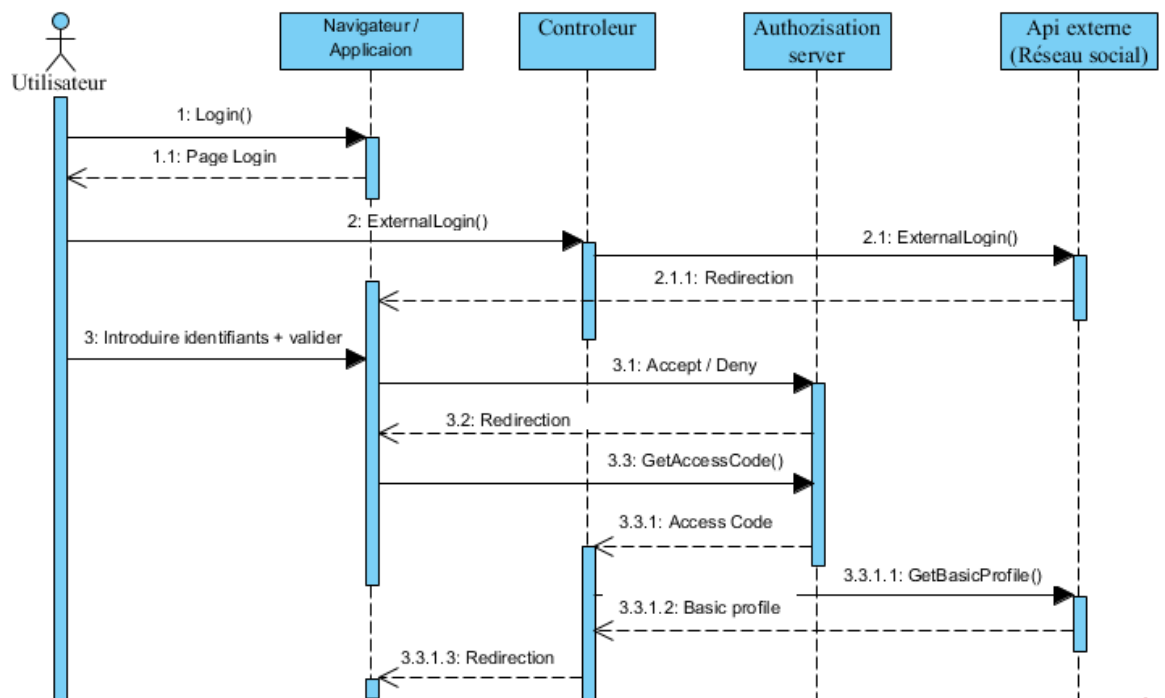 Navigateur /
Applicaion
Controleur
Authozisation
server
Api externe
(Réseau social)
Utilisateur
1: Login()
1.1: Page Login
2: ExternalLogin()
2.1: ExternalLogin()
2.1.1: Redirection
3: Introduire identifiants + valider
3.1: Accept / Deny
3.2: Redirection
3.3: GetAccessCode()
3.3.1: Access Code
3.3.1.1: GetBasicProfile()
3.3.1.2: Basic profile
3.3.1.3: Redirection